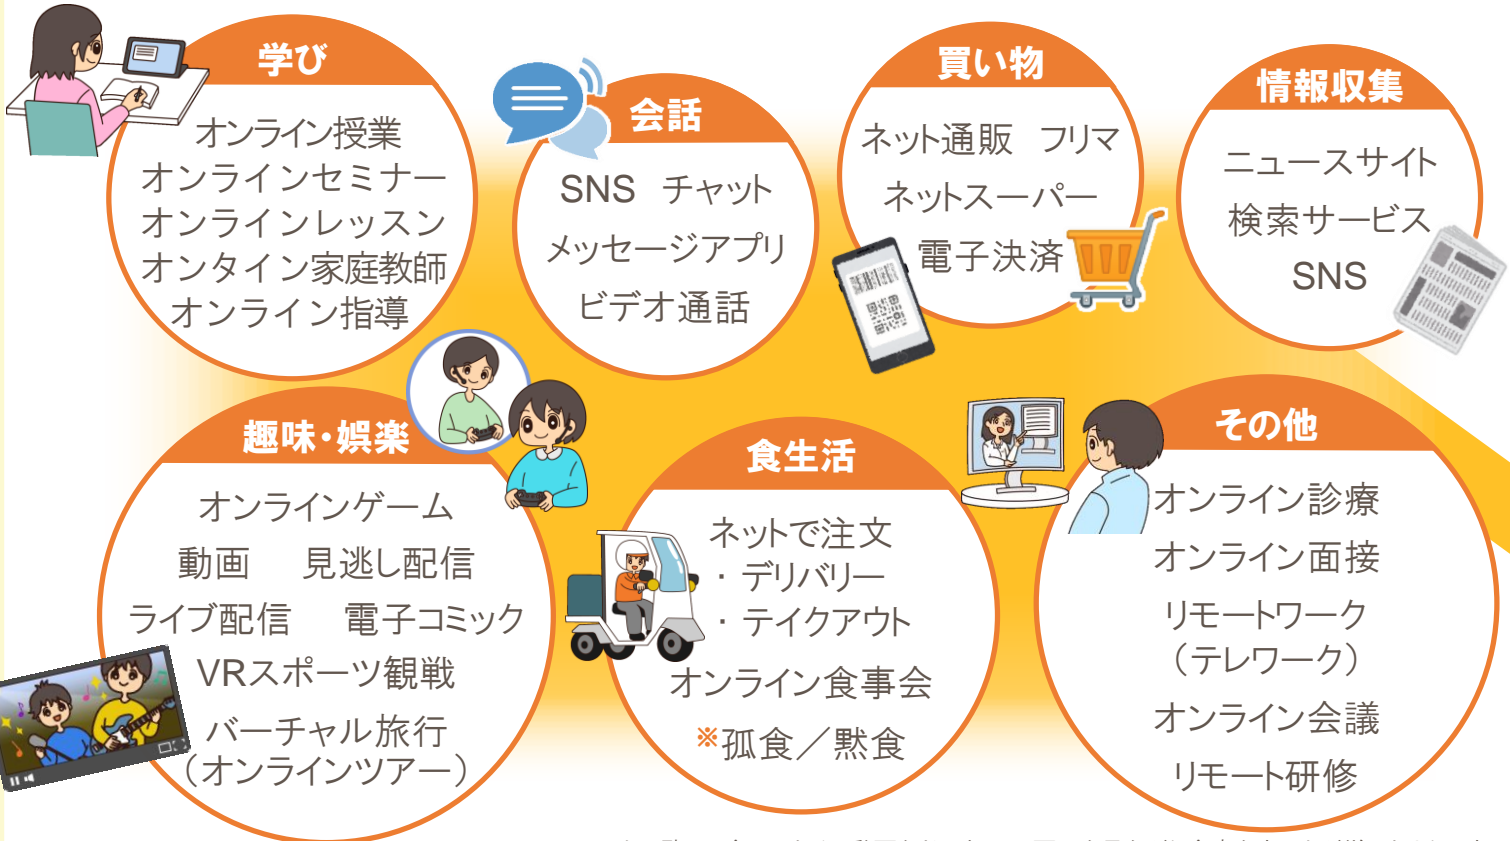 学び
オンライン授業
オンラインセミナー
オンラインレッスン
オンタイン家庭教師
オンライン指導
会話
SNS　チャット
メッセージアプリ
ビデオ通話
買い物
ネット通販　フリマ
ネットスーパー
電子決済
情報収集
ニュースサイト
検索サービス
SNS
趣味・娯楽
オンラインゲーム
動画　見逃し配信
ライブ配信　電子コミック
VRスポーツ観戦
バーチャル旅行
（オンラインツアー）
食生活
ネットで注文
・デリバリー
・テイクアウト
オンライン食事会
※孤食／黙食
その他
オンライン診療
オンライン面接
リモートワーク
（テレワーク）
オンライン会議
リモート研修